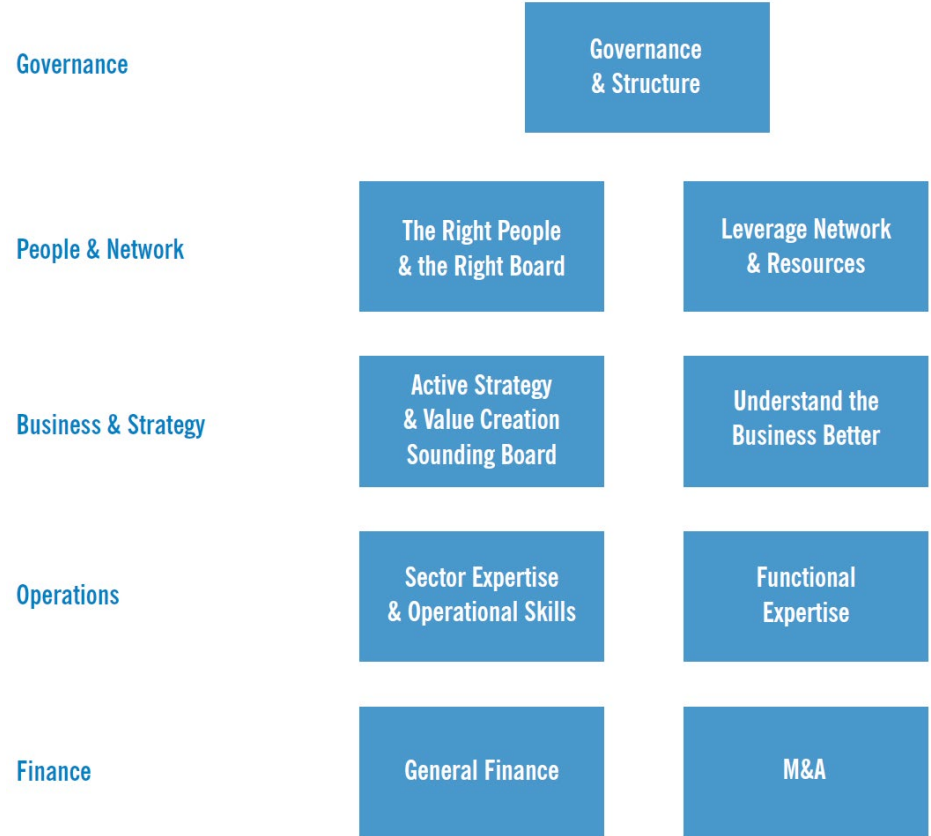 Governance
Governance
& Structure
People & Network
The Right People
& the Right Board
Leverage Network
& Resources
Business & Strategy
Active Strategy
& Value Creation
Sounding Board
Understand the
Business Better
Operations
Sector Expertise
& Operational Skills
Functional
Expertise
Finance
General Finance
M&A